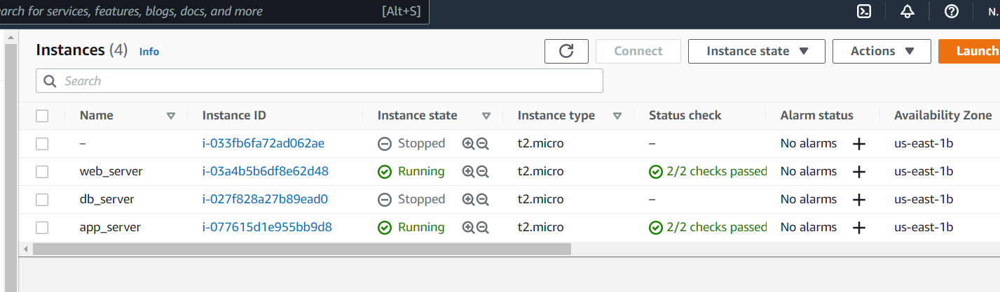 arch for services, features, blogs, docs, and more [Alt+S] N.
Instances (4) Info Connect Instance state Actions Launch
Search
Name Instance ID Instance state Instance type Status check Alarm status Availability Zone
– i-033fb6fa72ad062ae Stopped t2.micro – No alarms + us-east-1b
web_server i-03a4b5b6df8e62d48 Running t2.micro 2/2 checks passed No alarms + us-east-1b
db_server i-027f828a27b89ead0 Stopped t2.micro – No alarms + us-east-1b
app_server i-077615d1e955bb9d8 Running t2.micro 2/2 checks passed No alarms + us-east-1b